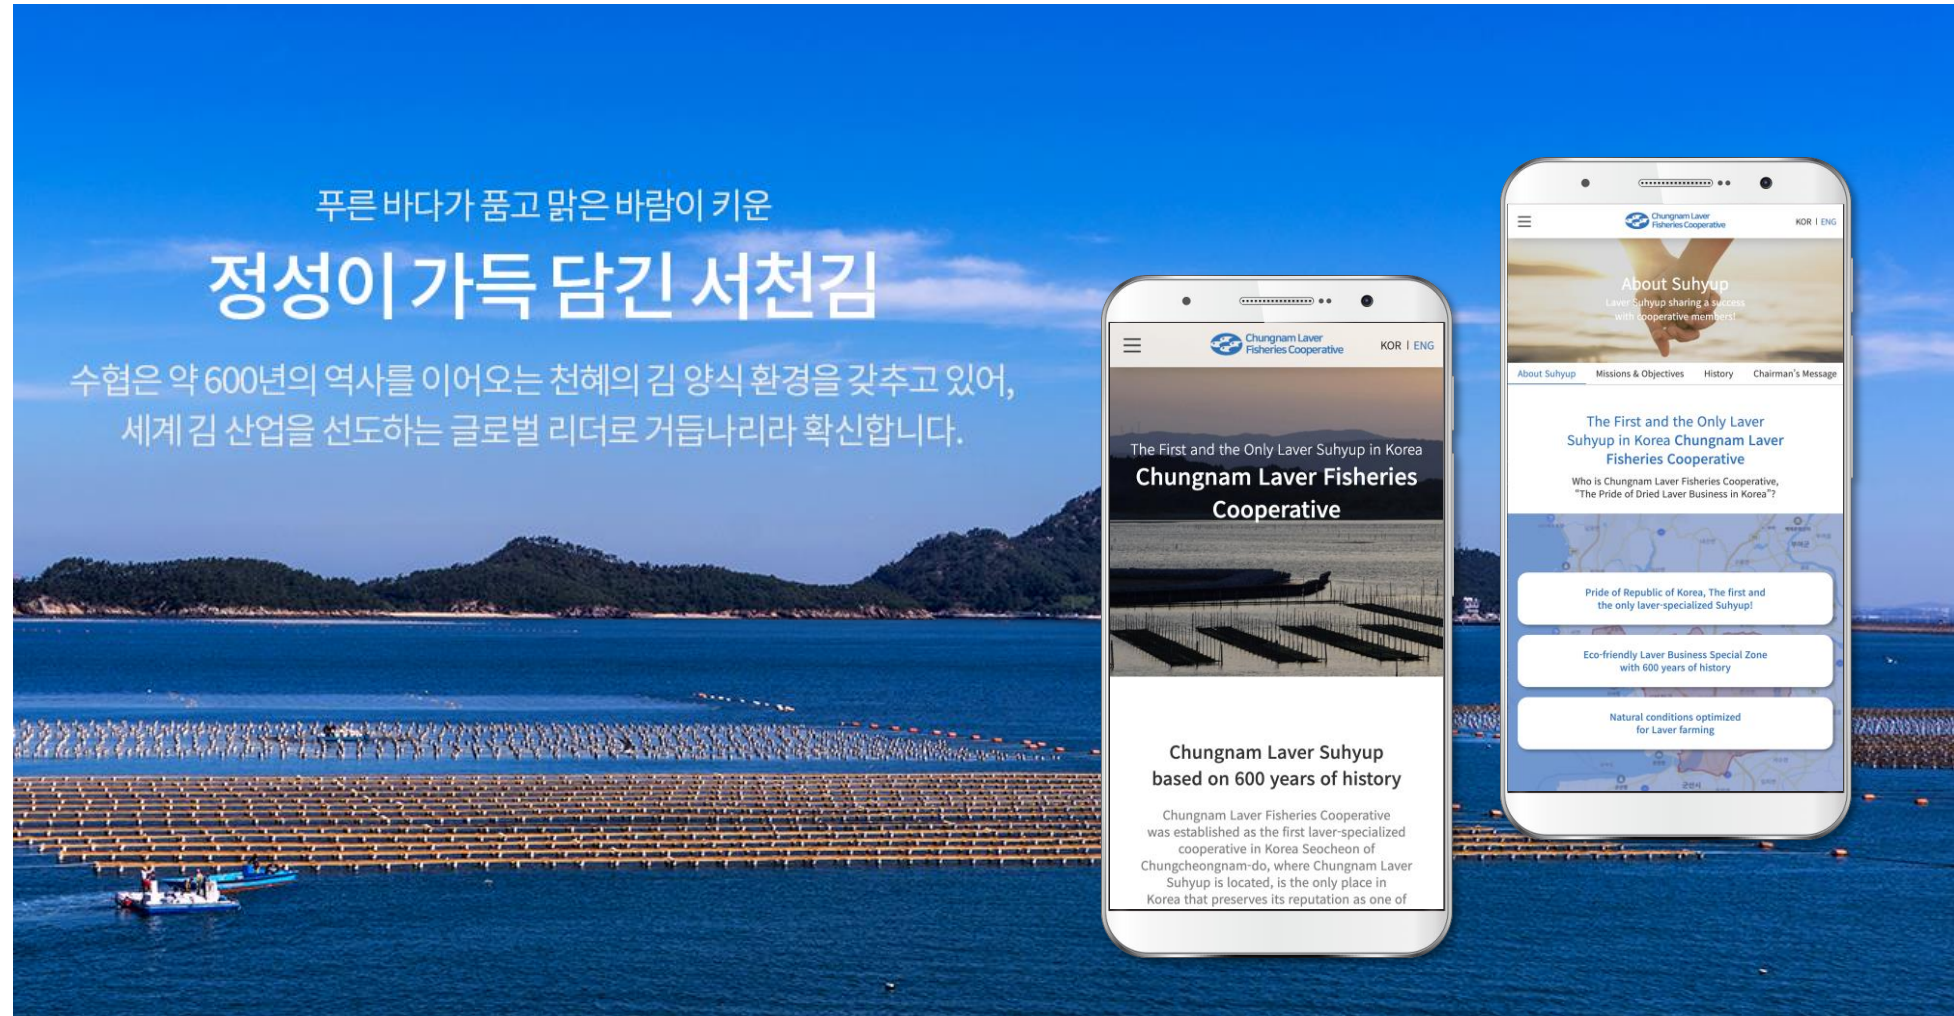 푸른 바다가 품고 맑은 바람이 키운
정성이 가득 담긴 서천김
수협은 약 600년의 역사를 이어오는 천혜의 김 양식 환경을 갖추고 있어,
세계 김 산업을 선도하는 글로벌 리더로 거듭나리라 확신합니다.
Chungnam Laver
Fisheries Cooperative
KOR | ENG
The First and the Only Laver Suhyup in Korea
Chungnam Laver Fisheries
Cooperative
Chungnam Laver Suhyup
based on 600 years of history
Chungnam Laver Fisheries Cooperative
was established as the first laver-specialized
cooperative in Korea Seocheon of
Chungcheongnam-do, where Chungnam Laver
Suhyup is located, is the only place in
Korea that preserves its reputation as one of
Chungnam Laver
Fisheries Cooperative
KOR | ENG
About Suhyup
Laver Suhyup sharing a success
with cooperative members!
About Suhyup Missions & Objectives History Chairman's Message
The First and the Only Laver
Suhyup in Korea Chungnam Laver
Fisheries Cooperative
Who is Chungnam Laver Fisheries Cooperative,
"The Pride of Dried Laver Business in Korea"?
Pride of Republic of Korea, The first and
the only laver-specialized Suhyup!
Eco-friendly Laver Business Special Zone
with 600 years of history
Natural conditions optimized
for Laver farming
군산시